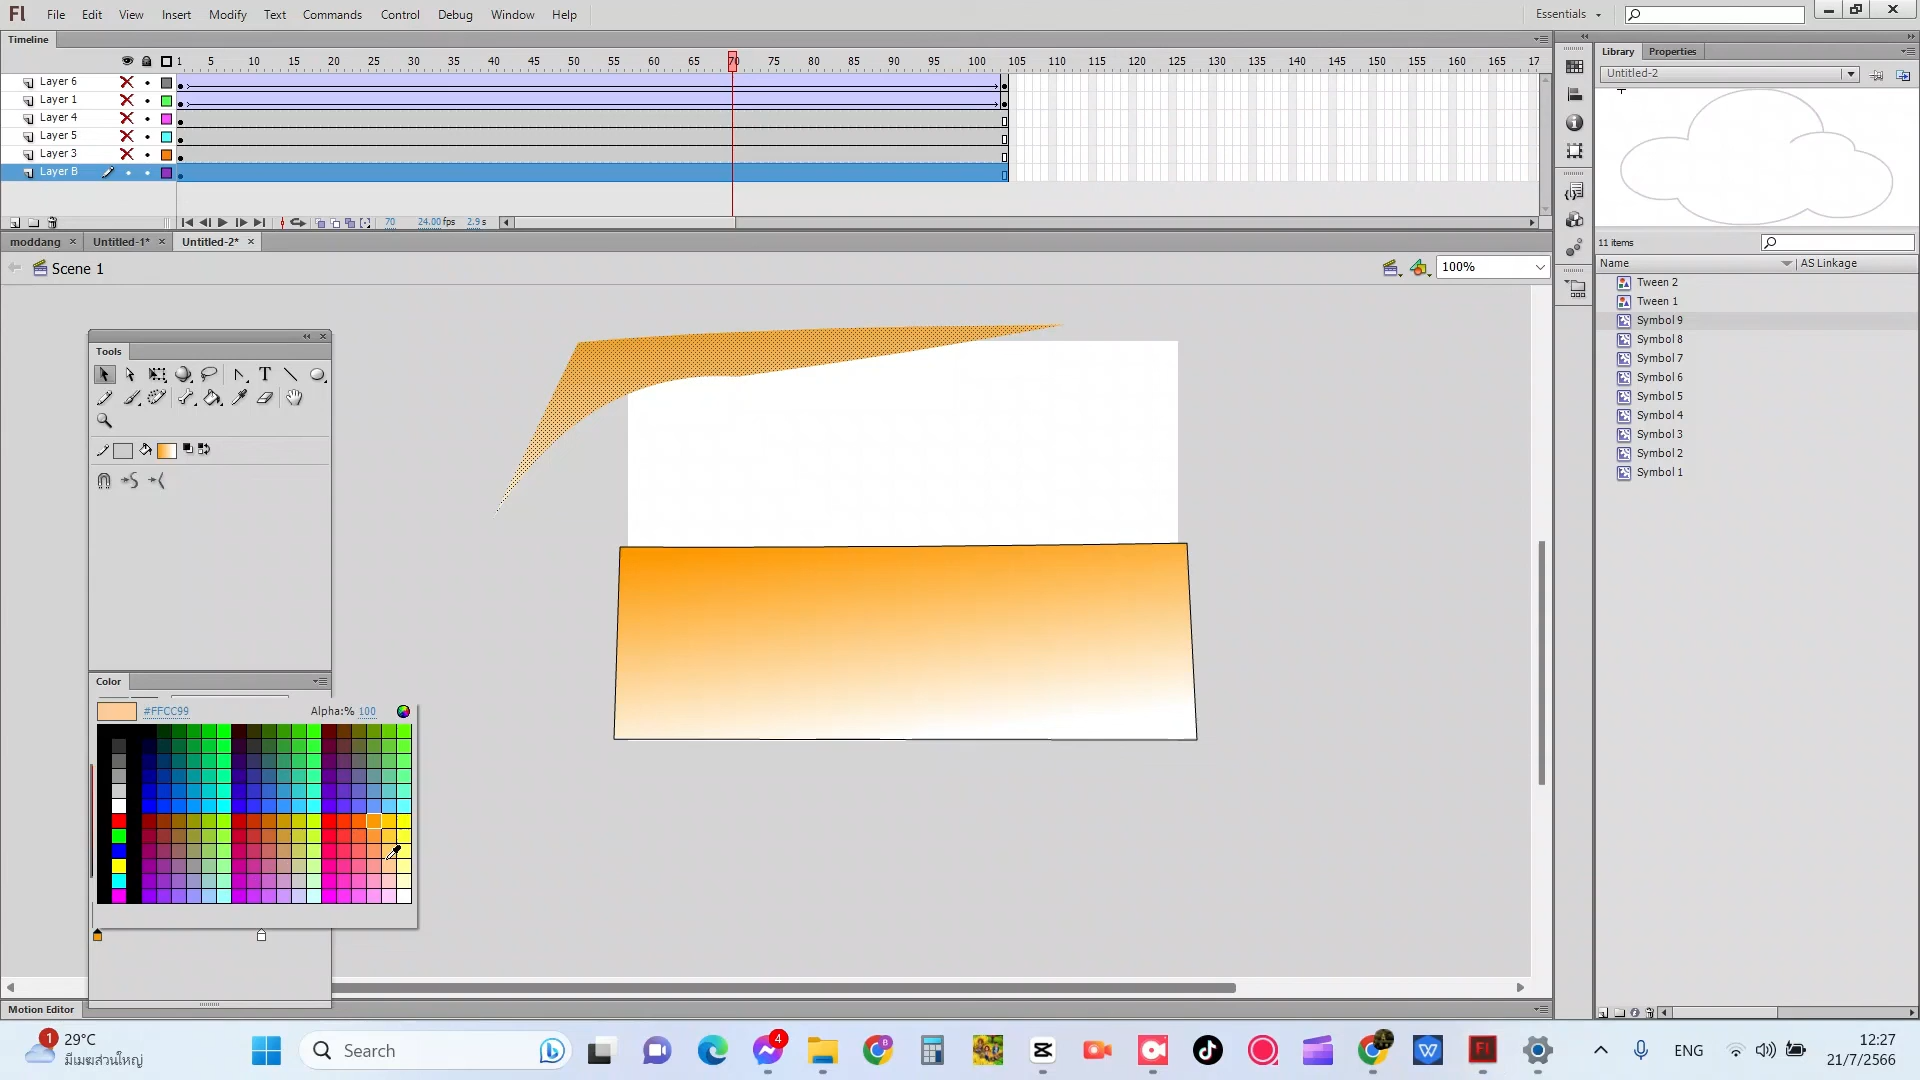 Fl File Edit View Insert Modify Text Commands Control Debug Window Help Essentials
Timeline
1 5 10 15 20 25 30 35 40 45 50 55 60 65 70 75 80 85 90 95 100 105 110 115 120 125 130 135 140 145 150 155 160 165 17
Layer 6
Layer 1
Layer 4
Layer 5
Layer 3
Layer B
70 24.00 fps 2.9 s
moddang Untitled-1* Untitled-2*
Scene 1
100%
Tools
T
Color
#FFCC99 Alpha:% 100
Motion Editor
Library Properties
Untitled-2
11 items
Name AS Linkage
Tween 2
Tween 1
Symbol 9
Symbol 8
Symbol 7
Symbol 6
Symbol 5
Symbol 4
Symbol 3
Symbol 2
Symbol 1
1 29°C
มีเมฆส่วนใหญ่
Search
4
ENG
12:27
21/7/2566